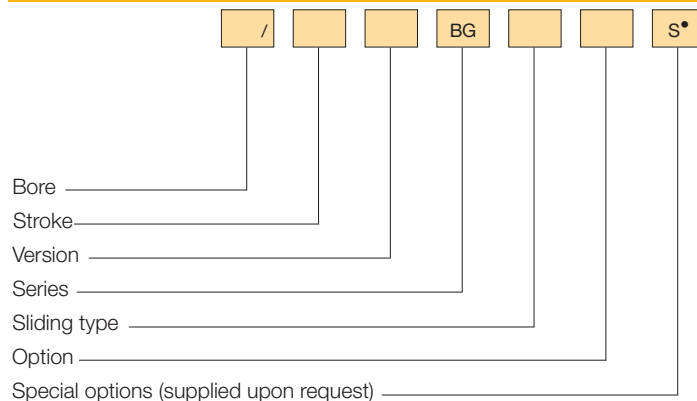 / BG S•
Bore
Stroke
Version
Series
Sliding type
Option
Special options (supplied upon request)